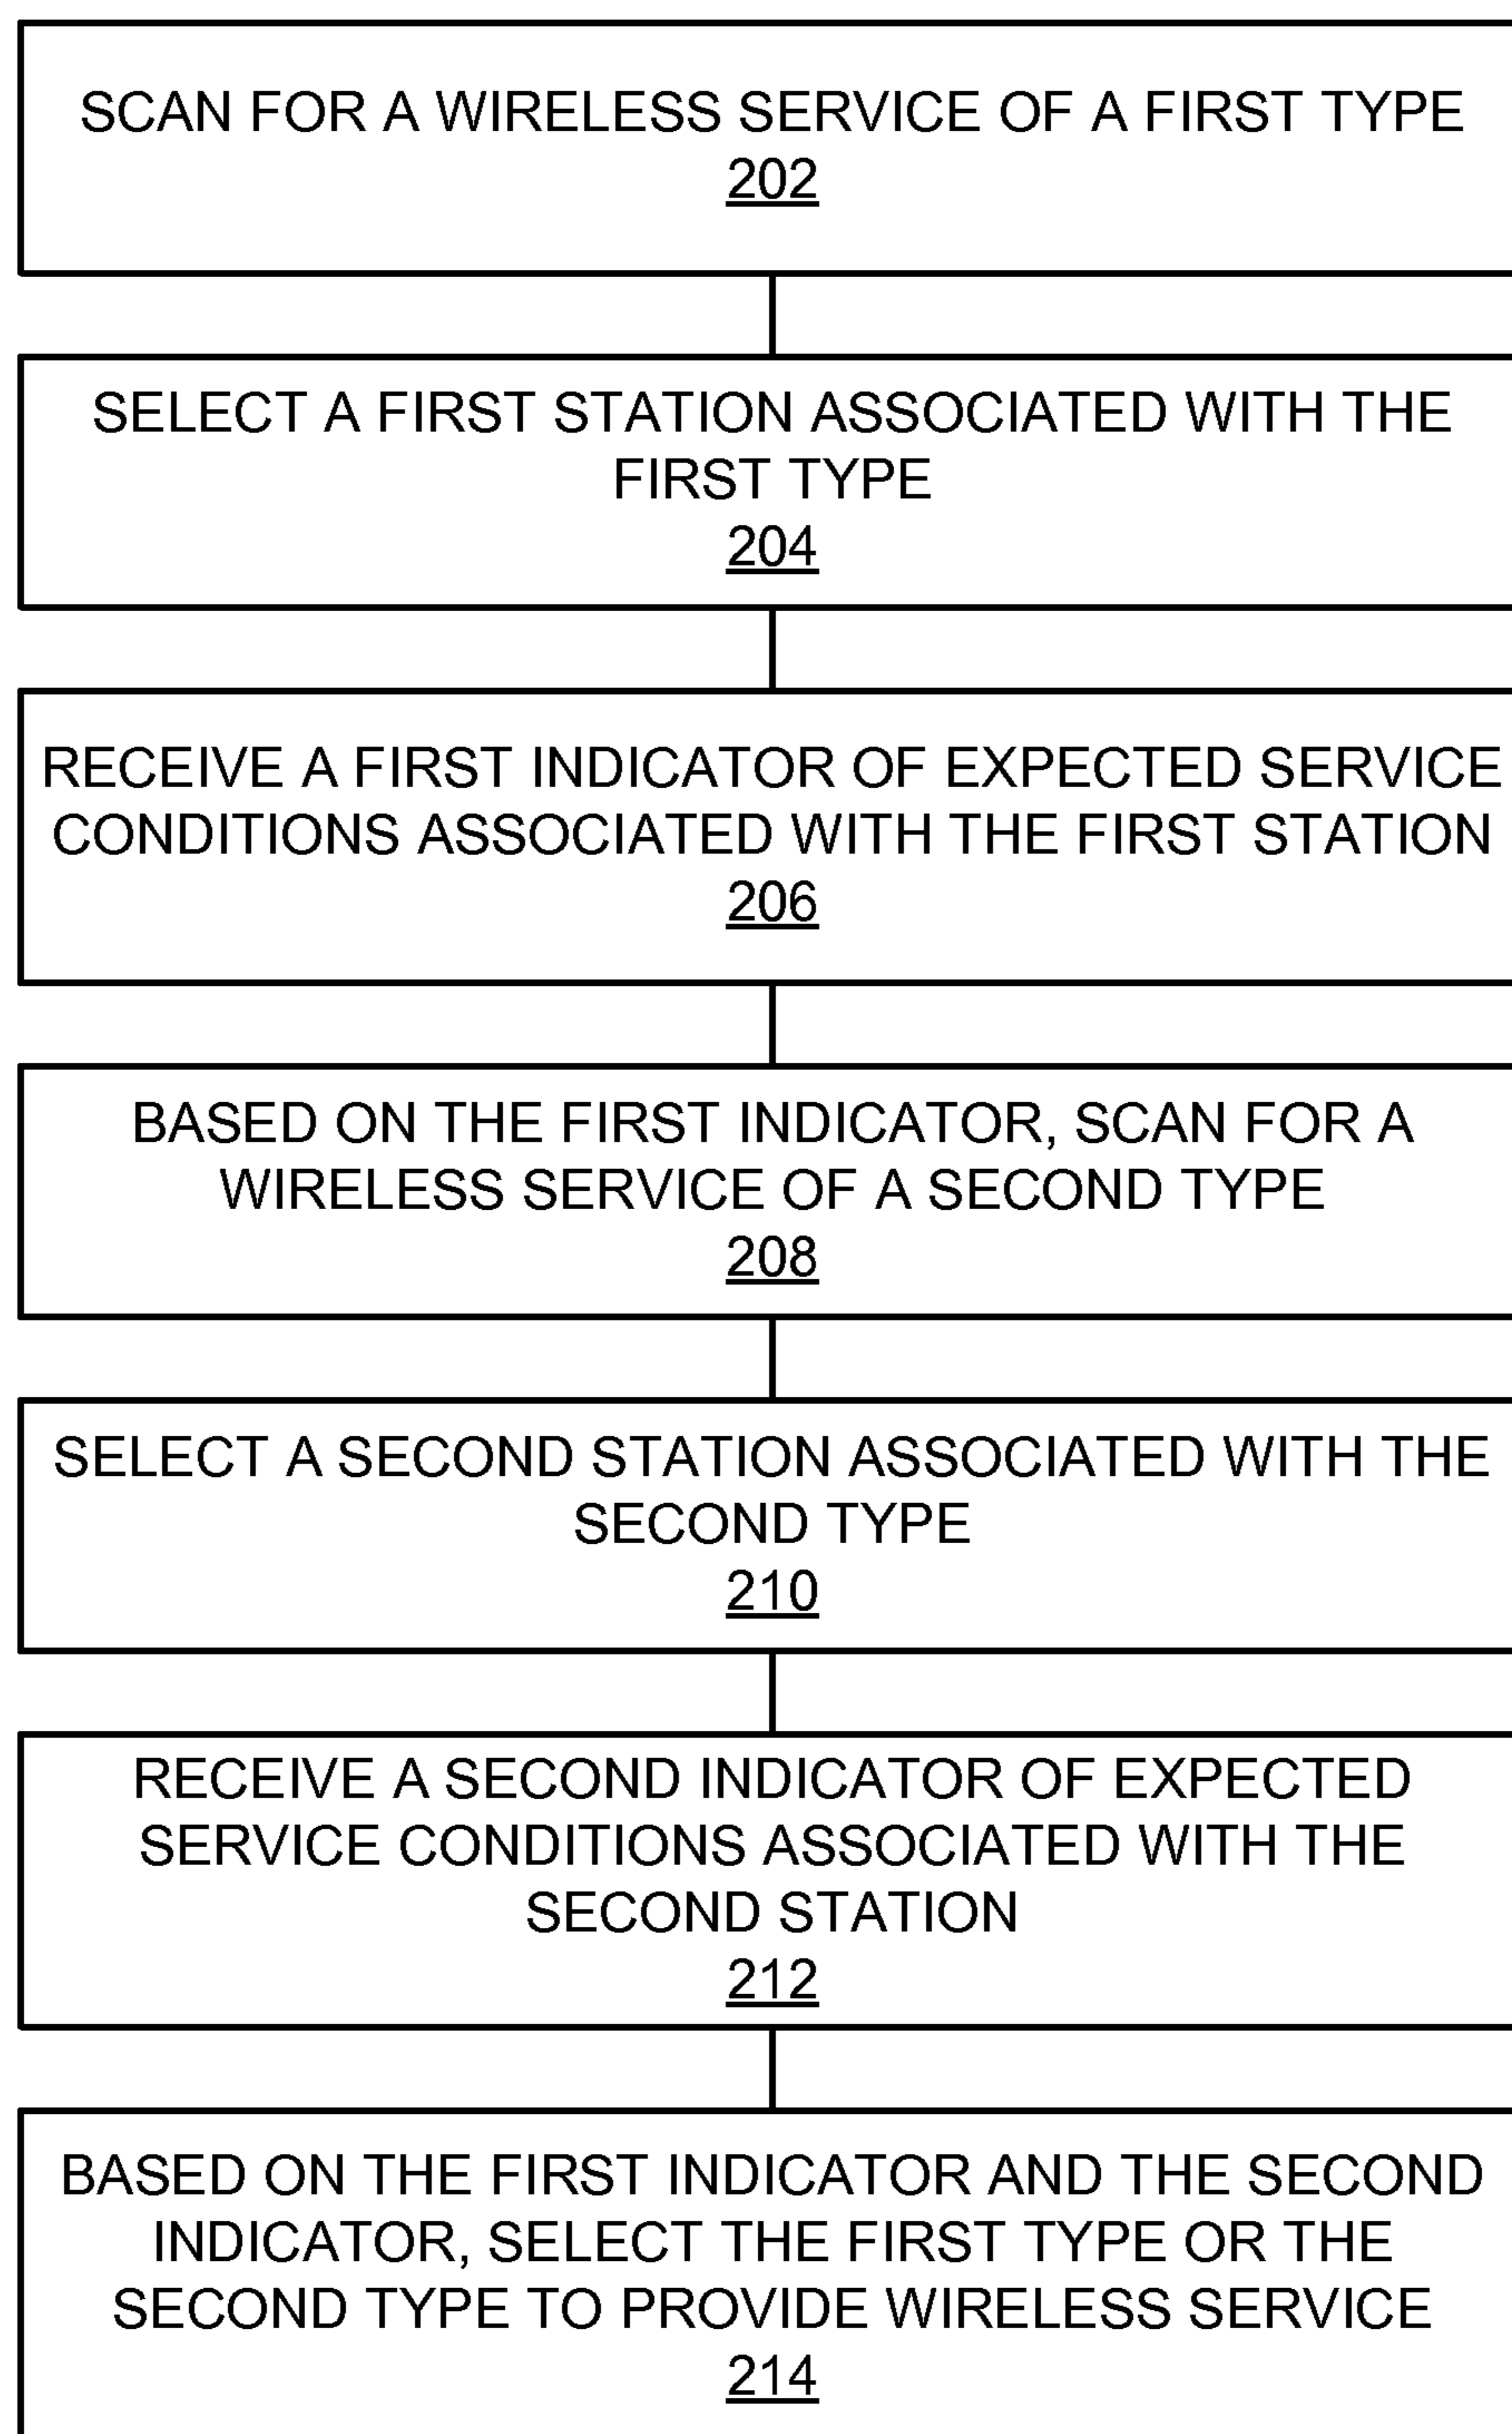 SCAN FOR A WIRELESS SERVICE OF A FIRST TYPE
202
SELECT A FIRST STATION ASSOCIATED WITH THE
FIRST TYPE
204
RECEIVE A FIRST INDICATOR OF EXPECTED SERVICE
CONDITIONS ASSOCIATED WITH THE FIRST STATION
206
BASED ON THE FIRST INDICATOR, SCAN FOR A
WIRELESS SERVICE OF A SECOND TYPE
208
SELECT A SECOND STATION ASSOCIATED WITH THE
SECOND TYPE
210
RECEIVE A SECOND INDICATOR OF EXPECTED
SERVICE CONDITIONS ASSOCIATED WITH THE
SECOND STATION
212
BASED ON THE FIRST INDICATOR AND THE SECOND
INDICATOR, SELECT THE FIRST TYPE OR THE
SECOND TYPE TO PROVIDE WIRELESS SERVICE
214